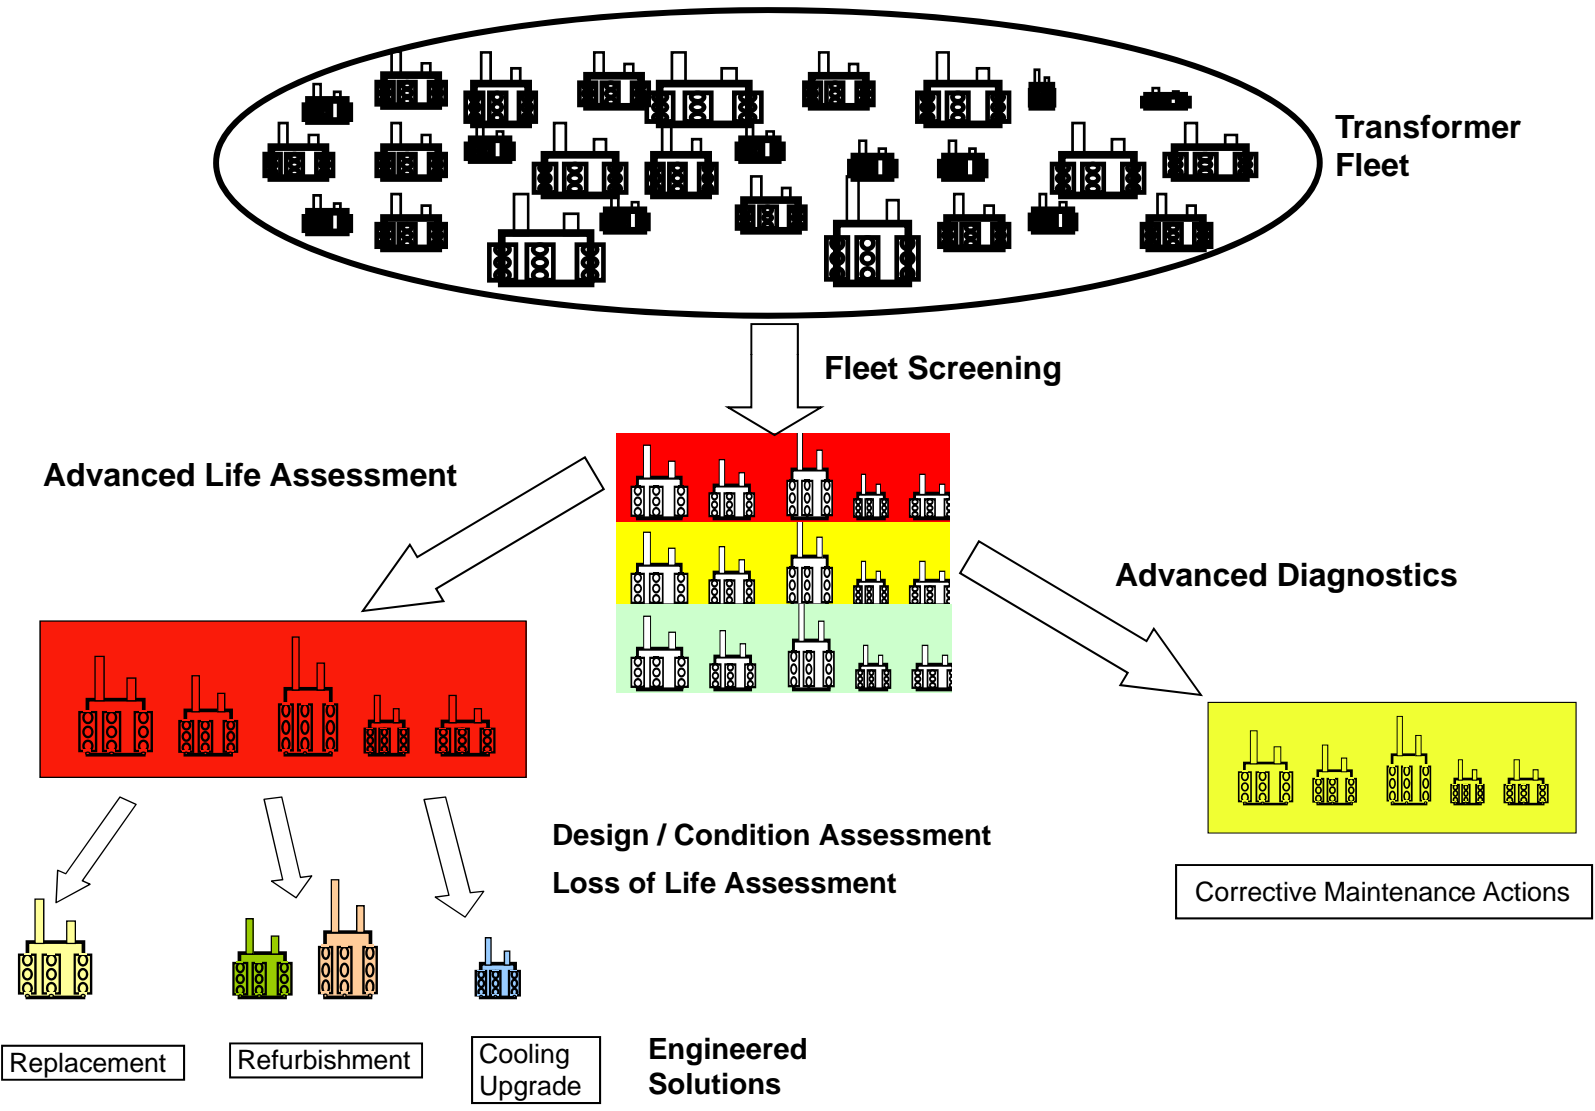 Transformer
Fleet
Fleet Screening
Advanced Life Assessment
Advanced Diagnostics
Design / Condition Assessment
Loss of Life Assessment
Corrective Maintenance Actions
Replacement
Refurbishment
Cooling
Upgrade
Engineered
Solutions